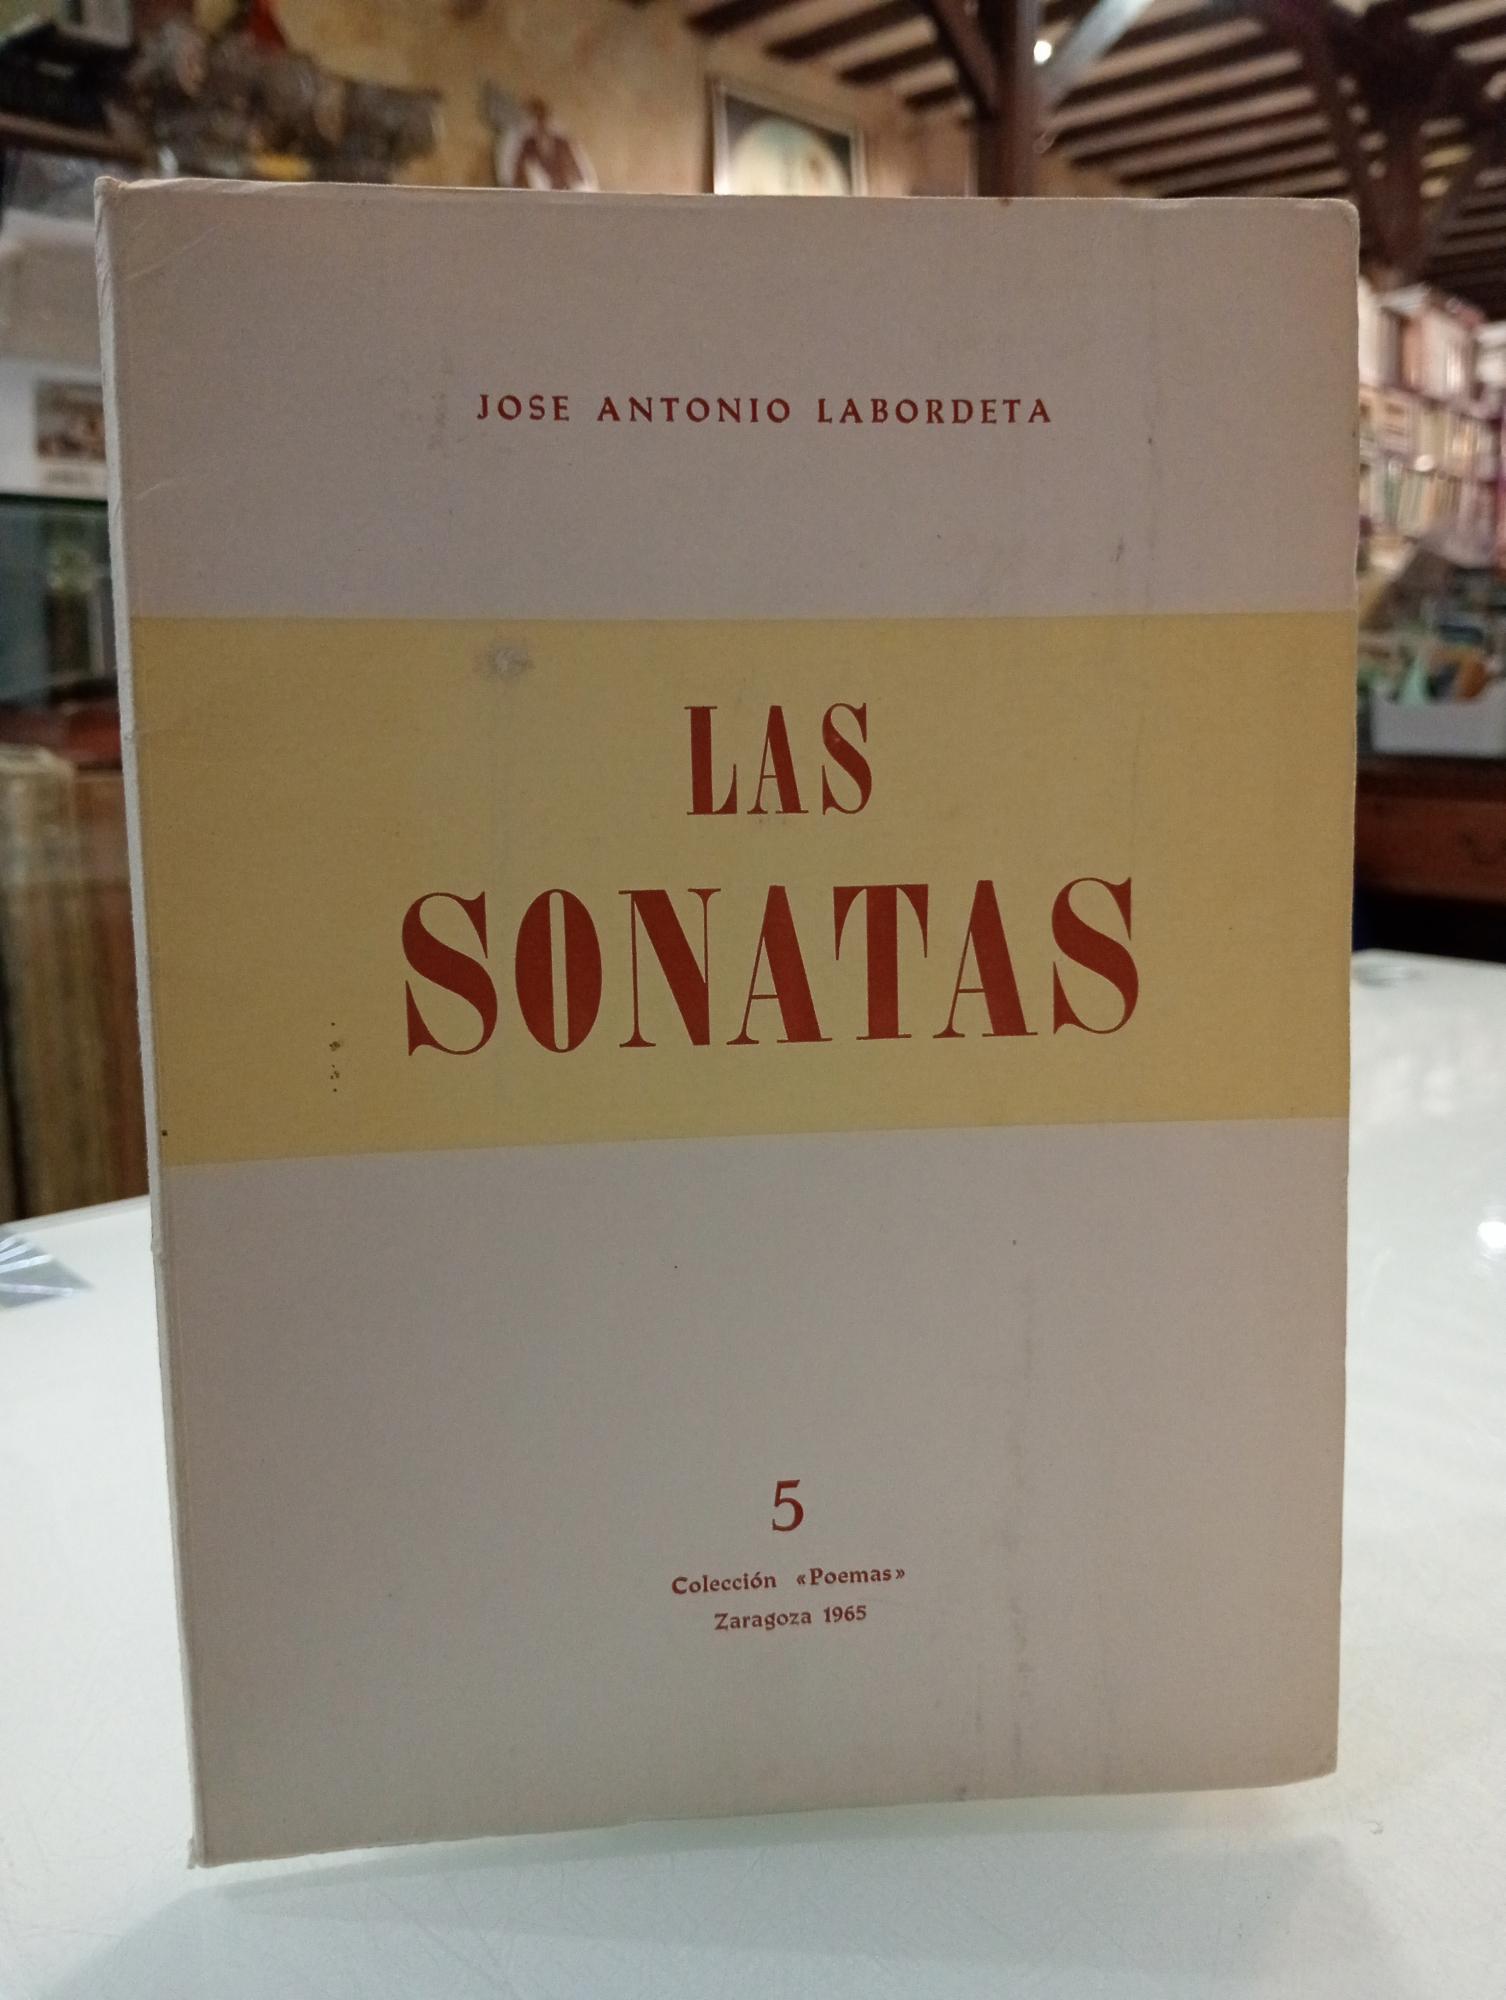 JOSE ANTONIO LABORDETA
LAS
SONATAS
5
Colección «Poemas»
Zaragoza 1965